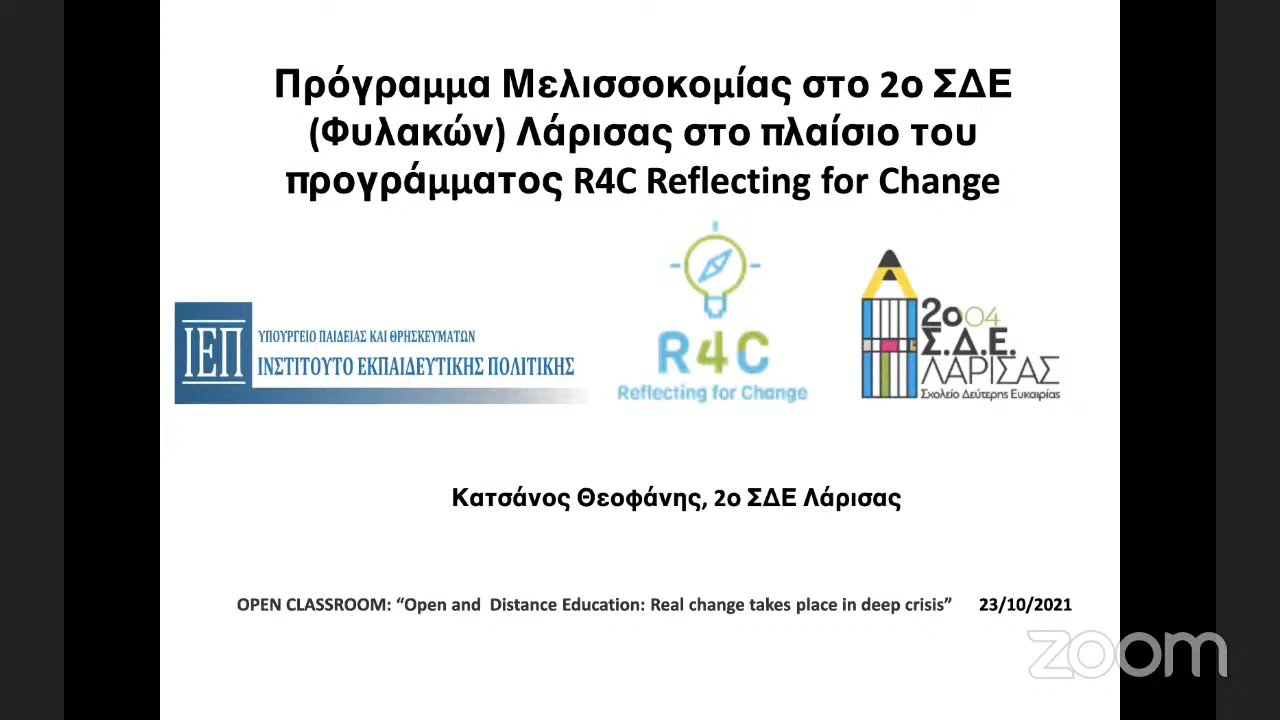 Πρόγραμμα Μελισσοκομίας στο 2ο ΣΔΕ
(Φυλακών) Λάρισας στο πλαίσιο του
προγράμματος R4C Reflecting for Change
ΙΕΠ
ΥΠΟΥΡΓΕΙΟ ΠΑΙΔΕΙΑΣ ΚΑΙ ΘΡΗΣΚΕΥΜΑΤΩΝ
ΙΝΣΤΙΤΟΥΤΟ ΕΚΠΑΙΔΕΥΤΙΚΗΣ ΠΟΛΙΤΙΚΗΣ
R4C
Reflecting for Change
2ο 04
Σ.Δ.Ε.
ΛΑΡΙΣΑΣ
Σχολείο Δεύτερης Ευκαιρίας
Κατσάνος Θεοφάνης, 2ο ΣΔΕ Λάρισας
OPEN CLASSROOM: “Open and Distance Education: Real change takes place in deep crisis” 23/10/2021
zoom